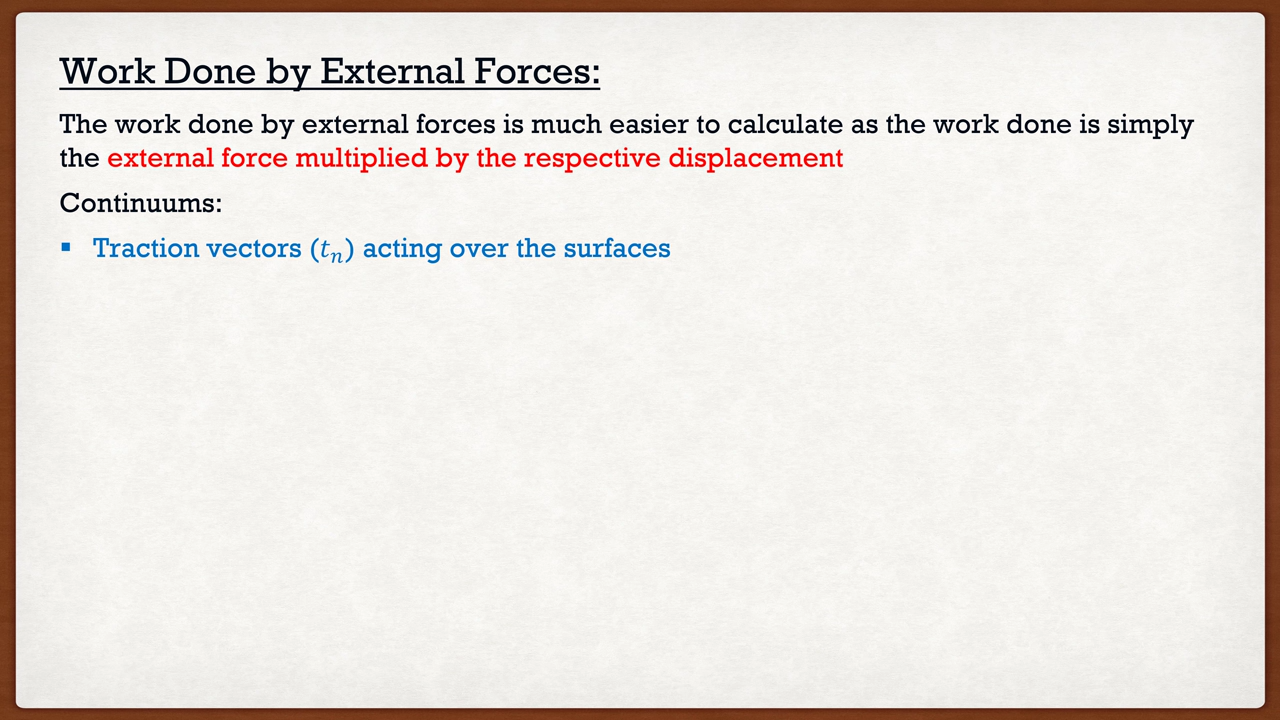 Work Done by External Forces:
The work done by external forces is much easier to calculate as the work done is simply
the external force multiplied by the respective displacement
Continuums:
▪ Traction vectors (tₙ) acting over the surfaces